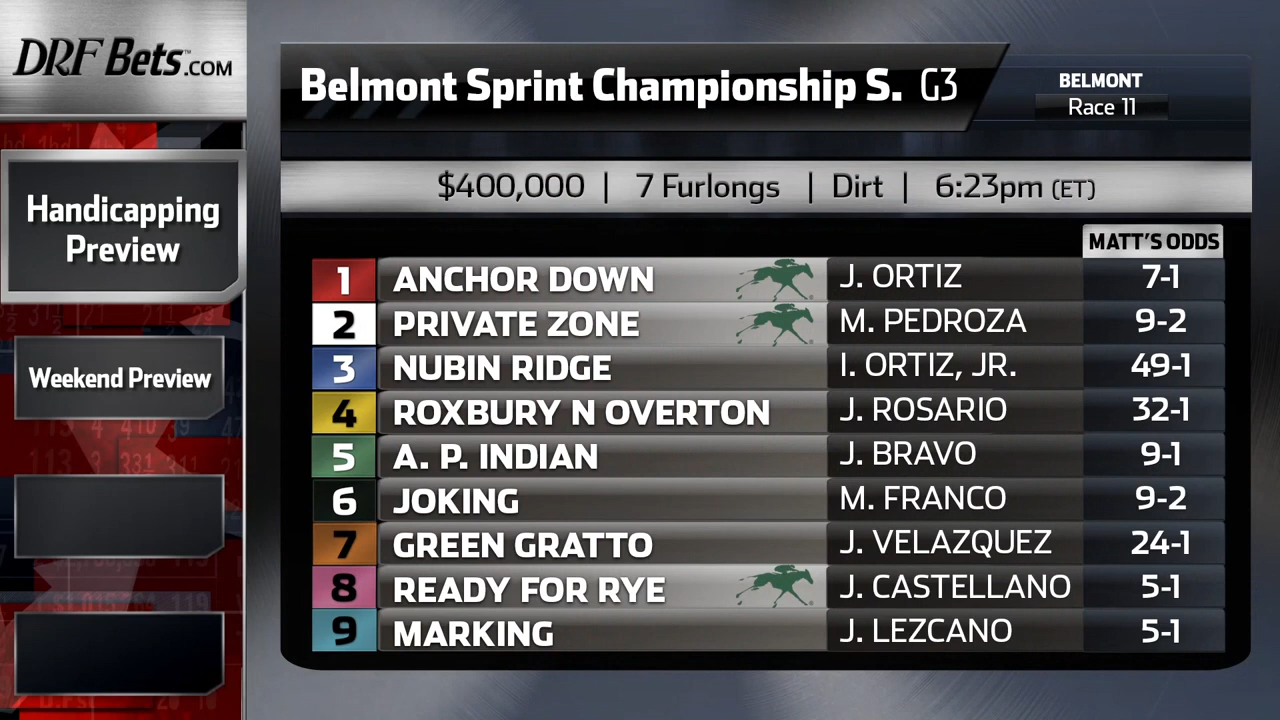 DRF Bets™.COM
Belmont Sprint Championship S. G3
BELMONT
Race 11
Handicapping
Preview
Weekend Preview
$400,000 | 7 Furlongs | Dirt | 6:23pm (ET)
MATT'S ODDS
1 ANCHOR DOWN J. ORTIZ 7-1
2 PRIVATE ZONE M. PEDROZA 9-2
3 NUBIN RIDGE I. ORTIZ, JR. 49-1
4 ROXBURY N OVERTON J. ROSARIO 32-1
5 A. P. INDIAN J. BRAVO 9-1
6 JOKING M. FRANCO 9-2
7 GREEN GRATTO J. VELAZQUEZ 24-1
8 READY FOR RYE J. CASTELLANO 5-1
9 MARKING J. LEZCANO 5-1